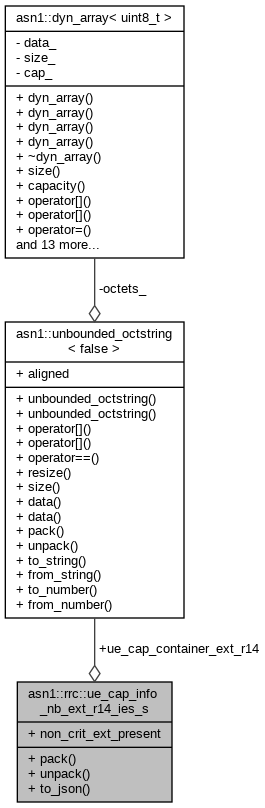 asn1::dyn_array< uint8_t >
- data_
- size_
- cap_
+ dyn_array()
+ dyn_array()
+ dyn_array()
+ dyn_array()
+ ~dyn_array()
+ size()
+ capacity()
+ operator[]()
+ operator[]()
+ operator=()
and 13 more...
-octets_
asn1::unbounded_octstring
< false >
+ aligned
+ unbounded_octstring()
+ unbounded_octstring()
+ operator[]()
+ operator[]()
+ operator==()
+ resize()
+ size()
+ data()
+ data()
+ pack()
+ unpack()
+ to_string()
+ from_string()
+ to_number()
+ from_number()
+ue_cap_container_ext_r14
asn1::rrc::ue_cap_info
_nb_ext_r14_ies_s
+ non_crit_ext_present
+ pack()
+ unpack()
+ to_json()